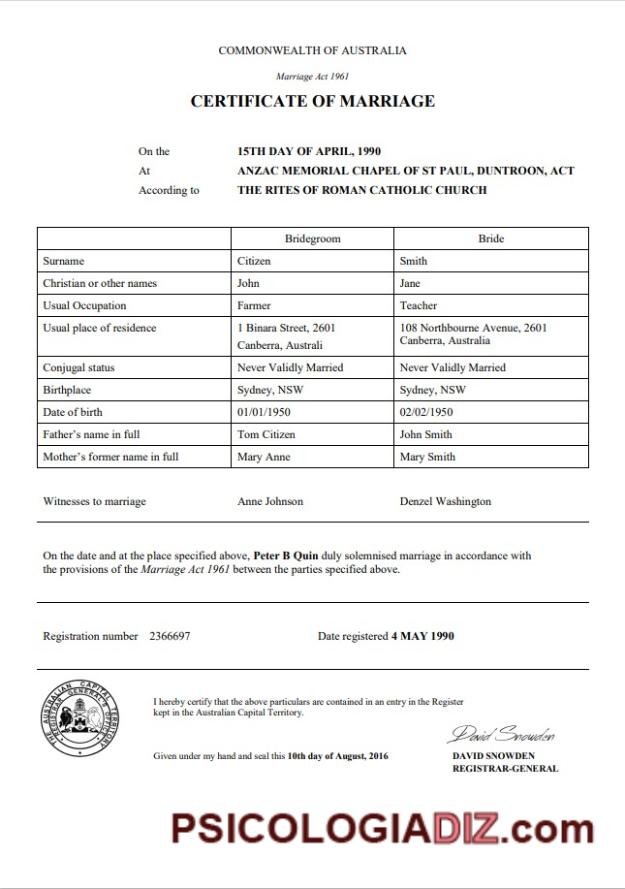 COMMONWEALTH OF AUSTRALIA
Marriage Act 1961
CERTIFICATE OF MARRIAGE
On the 15TH DAY OF APRIL, 1990
At ANZAC MEMORIAL CHAPEL OF ST PAUL, DUNTROON, ACT
According to THE RITES OF ROMAN CATHOLIC CHURCH
Bridegroom Bride
Surname Citizen Smith
Christian or other names John Jane
Usual Occupation Farmer Teacher
Usual place of residence 1 Binara Street, 2601 108 Northbourne Avenue, 2601
Canberra, Australi Canberra, Australia
Conjugal status Never Validly Married Never Validly Married
Birthplace Sydney, NSW Sydney, NSW
Date of birth 01/01/1950 02/02/1950
Father's name in full Tom Citizen John Smith
Mother's former name in full Mary Anne Mary Smith
Witnesses to marriage Anne Johnson Denzel Washington
On the date and at the place specified above, Peter B Quin duly solemnised marriage in accordance with
the provisions of the Marriage Act 1961 between the parties specified above.
Registration number 2366697 Date registered 4 MAY 1990
AUSTRALIAN CAPITAL TERRITORY
THE REGISTRAR GENERAL'S OFFICE
I hereby certify that the above particulars are contained in an entry in the Register
kept in the Australian Capital Territory.
David Snowden
Given under my hand and seal this 10th day of August, 2016
DAVID SNOWDEN
REGISTRAR-GENERAL
PSICOLOGIADIZ.com